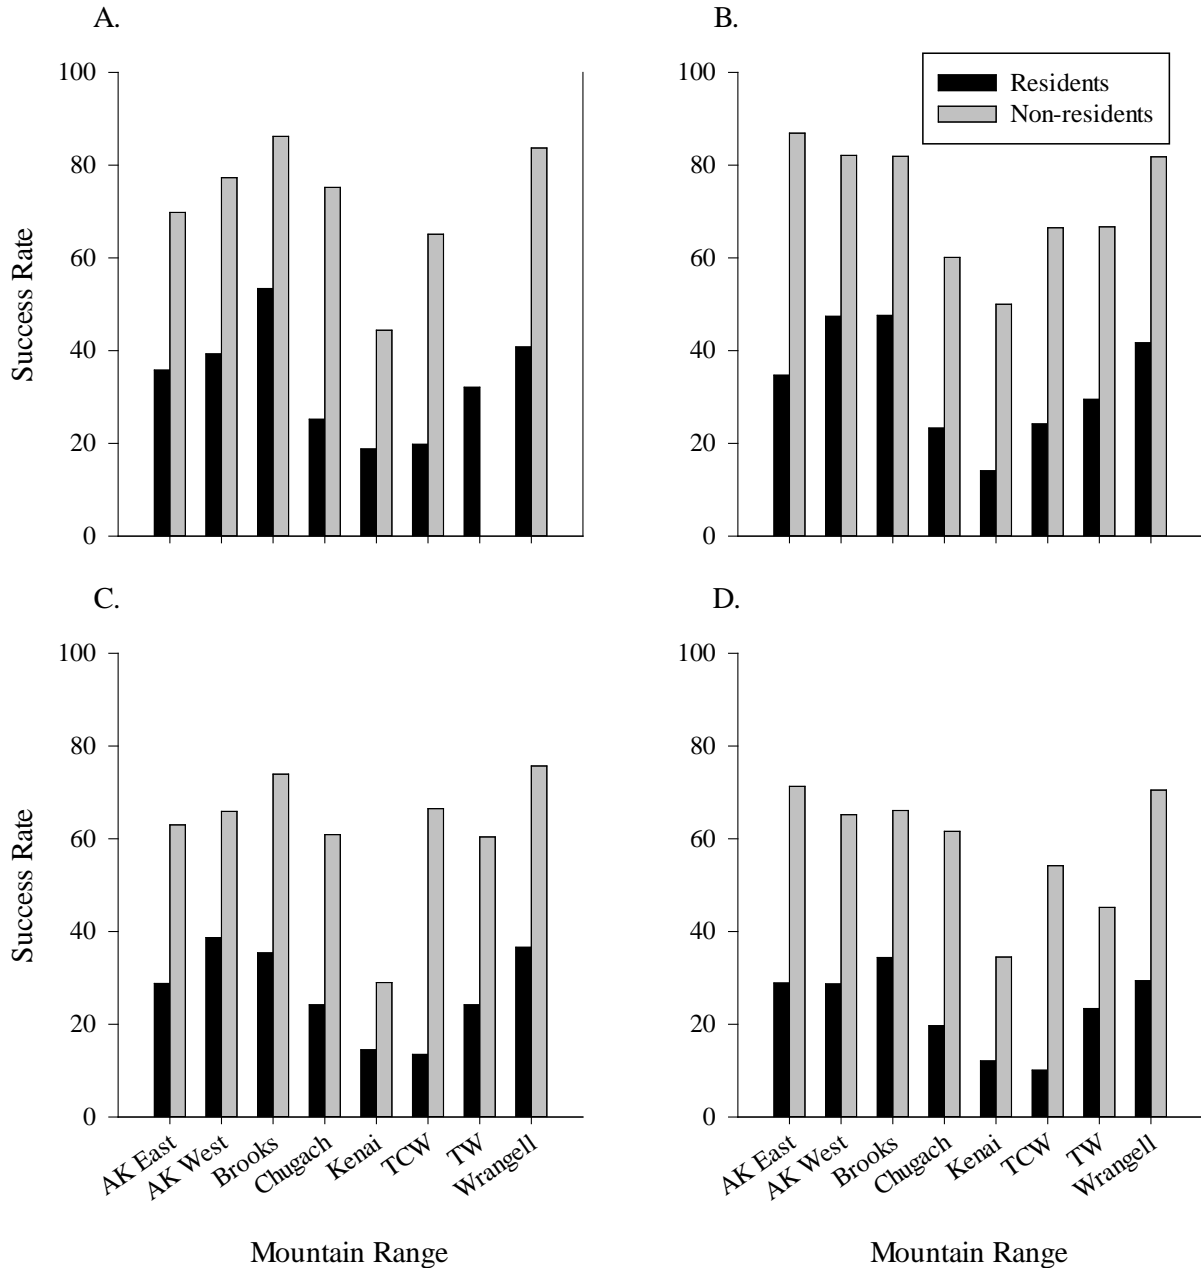 A.
100
80
60
40
20
0
Success Rate
B.
100
80
60
40
20
0
Residents
Non-residents
C.
100
80
60
40
20
0
Success Rate
AK East
AK West
Brooks
Chugach
Kenai
TCW
TW
Wrangell
Mountain Range
D.
100
80
60
40
20
0
AK East
AK West
Brooks
Chugach
Kenai
TCW
TW
Wrangell
Mountain Range